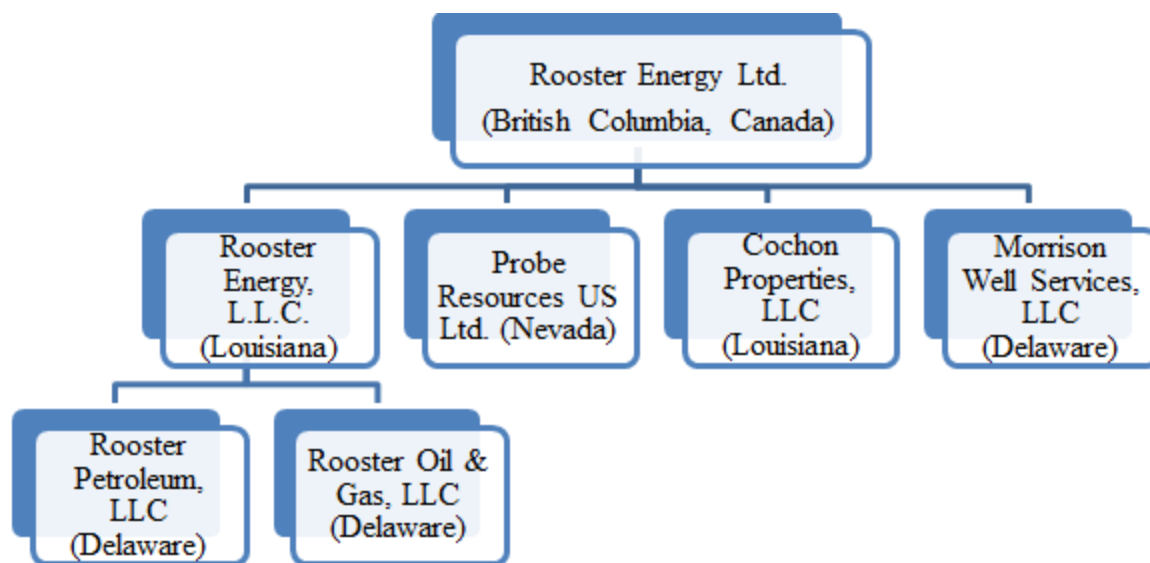 Rooster Energy Ltd.
(British Columbia, Canada)
Rooster
Energy,
L.L.C.
(Louisiana)
Probe
Resources US
Ltd. (Nevada)
Cochon
Properties,
LLC
(Louisiana)
Morrison
Well Services,
LLC
(Delaware)
Rooster
Petroleum,
LLC
(Delaware)
Rooster Oil &
Gas, LLC
(Delaware)